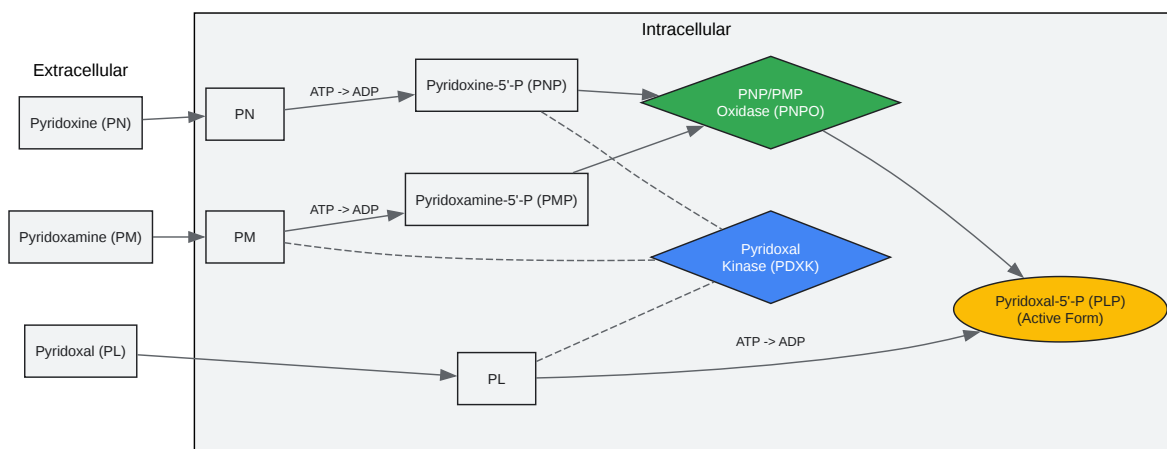 Intracellular
Extracellular
Pyridoxine (PN)
PN
ATP -> ADP
Pyridoxine-5'-P (PNP)
PNP/PMP
Oxidase (PNPO)
Pyridoxamine (PM)
PM
ATP -> ADP
Pyridoxamine-5'-P (PMP)
Pyridoxal
Kinase (PDXK)
Pyridoxal-5'-P (PLP)
(Active Form)
Pyridoxal (PL)
PL
ATP -> ADP